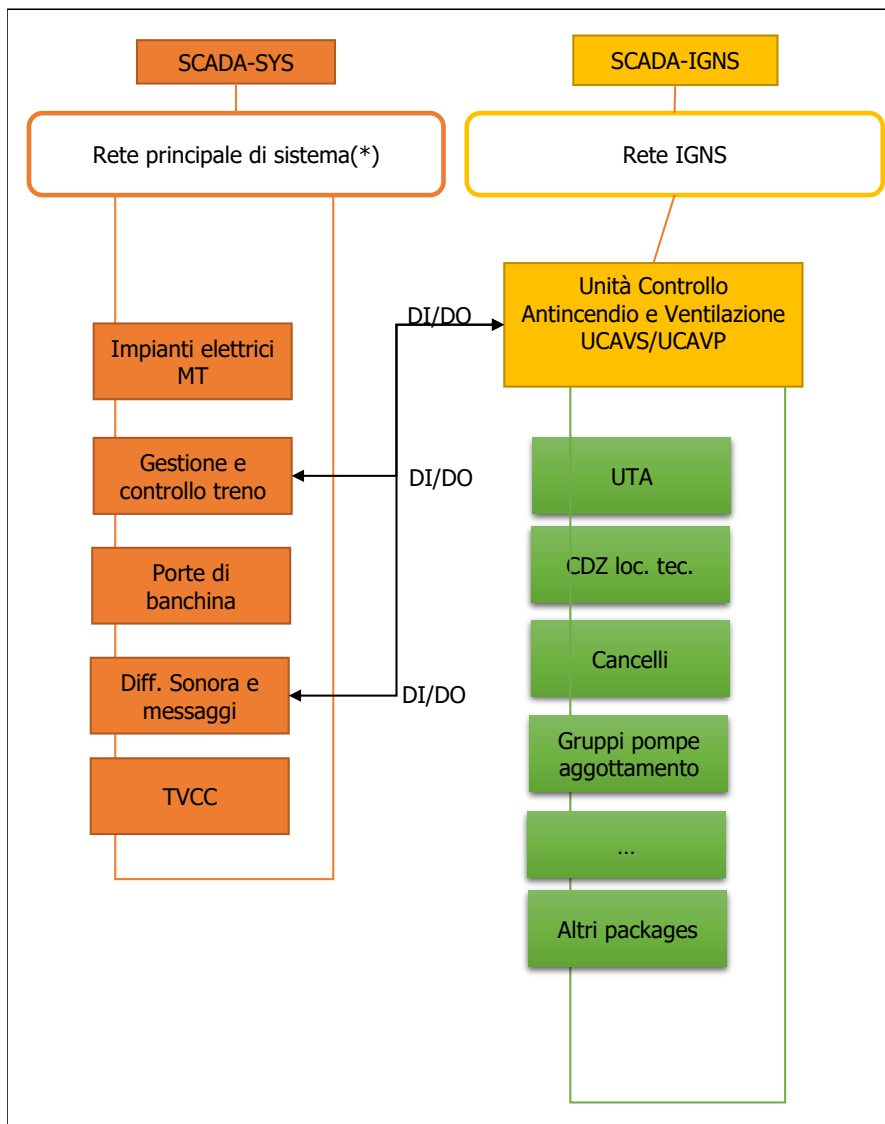 SCADA-SYS
SCADA-IGNS
Rete principale di sistema(*)
Rete IGNS
Unità Controllo
Antincendio e Ventilazione
UCAVS/UCAVP
DI/DO
Impianti elettrici
MT
Gestione e
controllo treno
DI/DO
UTA
Porte di
banchina
CDZ loc. tec.
Cancelli
Diff. Sonora e
messaggi
DI/DO
Gruppi pompe
aggottamento
TVCC
...
Altri packages